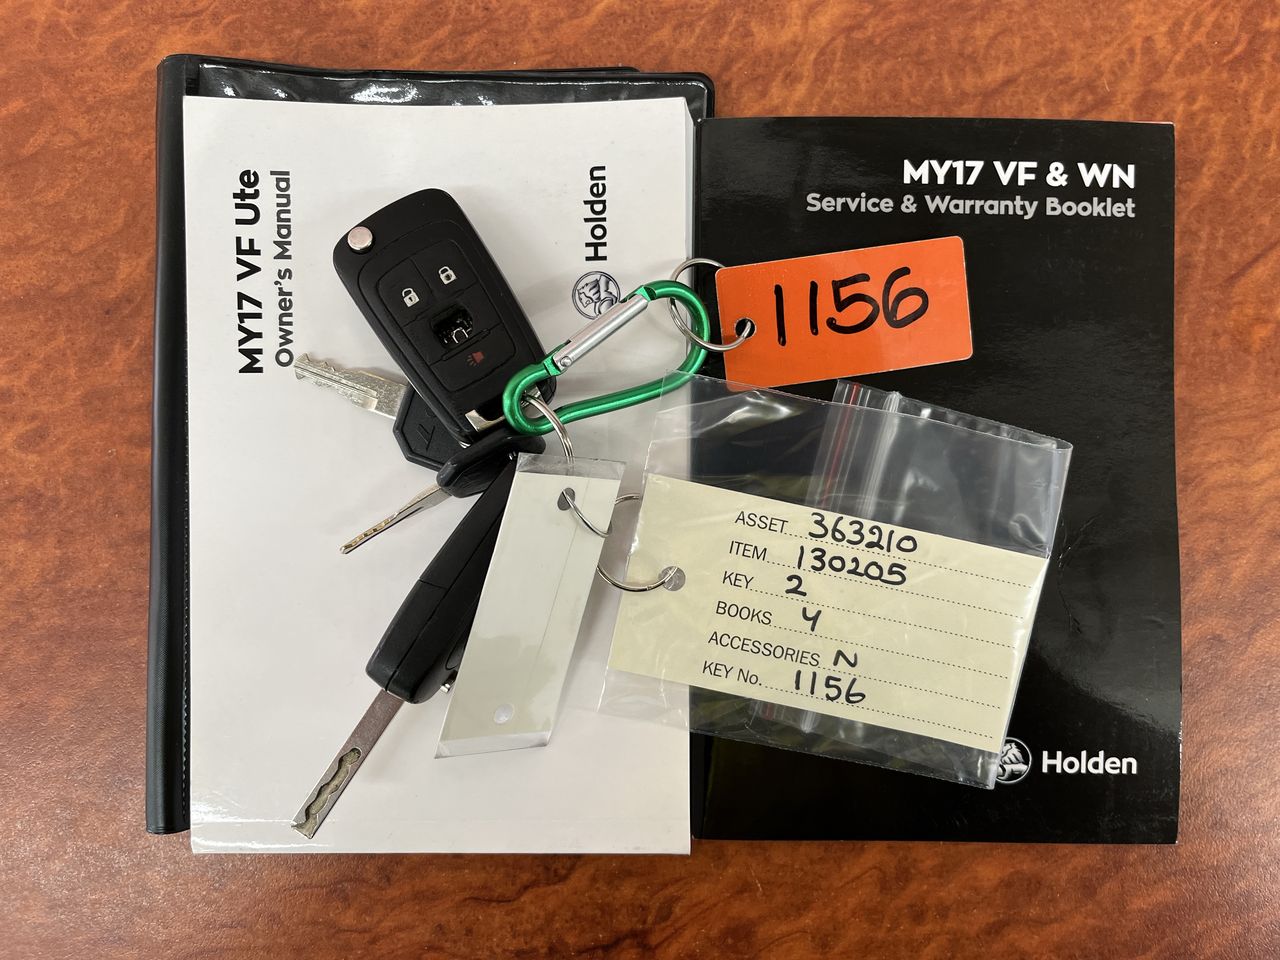 MY17 VF Ute
Owner's Manual
Holden
MY17 VF & WN
Service & Warranty Booklet
1156
ASSET 363210
ITEM 130205
KEY 2
BOOKS 4
ACCESSORIES N
KEY No. 1156
Holden